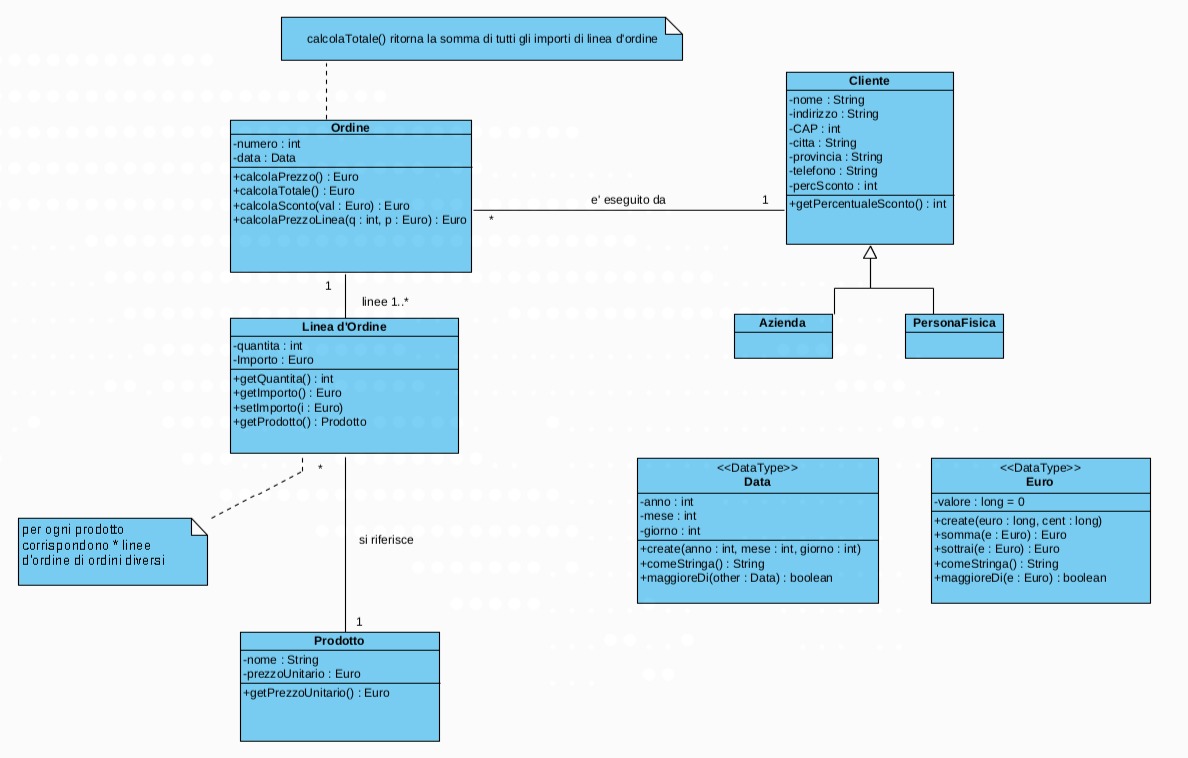 calcolaTotale() ritorna la somma di tutti gli importi di linea d'ordine
Ordine
-numero : int
-data : Data
+calcolaPrezzo() : Euro
+calcolaTotale() : Euro
+calcolaSconto(val : Euro) : Euro
+calcolaPrezzoLinea(q : int, p : Euro) : Euro
e' eseguito da
*
1
Cliente
-nome : String
-indirizzo : String
-CAP : int
-citta : String
-provincia : String
-telefono : String
-percSconto : int
+getPercentualeSconto() : int
Azienda
PersonaFisica
1
linee 1..*
Linea d'Ordine
-quantita : int
-Importo : Euro
+getQuantita() : int
+getImporto() : Euro
+setImporto(i : Euro)
+getProdotto() : Prodotto
*
per ogni prodotto
corrispondono * linee
d'ordine di ordini diversi
si riferisce
1
Prodotto
-nome : String
-prezzoUnitario : Euro
+getPrezzoUnitario() : Euro
<<DataType>>
Data
-anno : int
-mese : int
-giorno : int
+create(anno : int, mese : int, giorno : int)
+comeStringa() : String
+maggioreDi(other : Data) : boolean
<<DataType>>
Euro
-valore : long = 0
+create(euro : long, cent : long)
+somma(e : Euro) : Euro
+sottrai(e : Euro) : Euro
+comeStringa() : String
+maggioreDi(e : Euro) : boolean